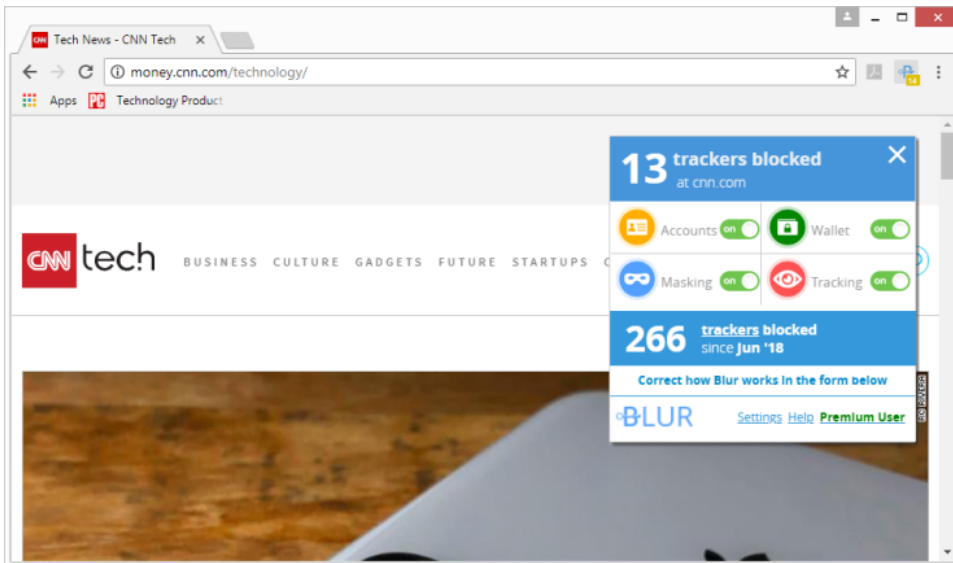 CNN Tech News - CNN Tech
money.cnn.com/technology/
14
Apps PC Technology Product
13 trackers blocked
at cnn.com
CNN tech
BUSINESS CULTURE GADGETS FUTURE STARTUPS
Accounts on Wallet on
Masking on Tracking on
266 trackers blocked
since Jun '18
Correct how Blur works in the form below
BLUR Settings Help Premium User